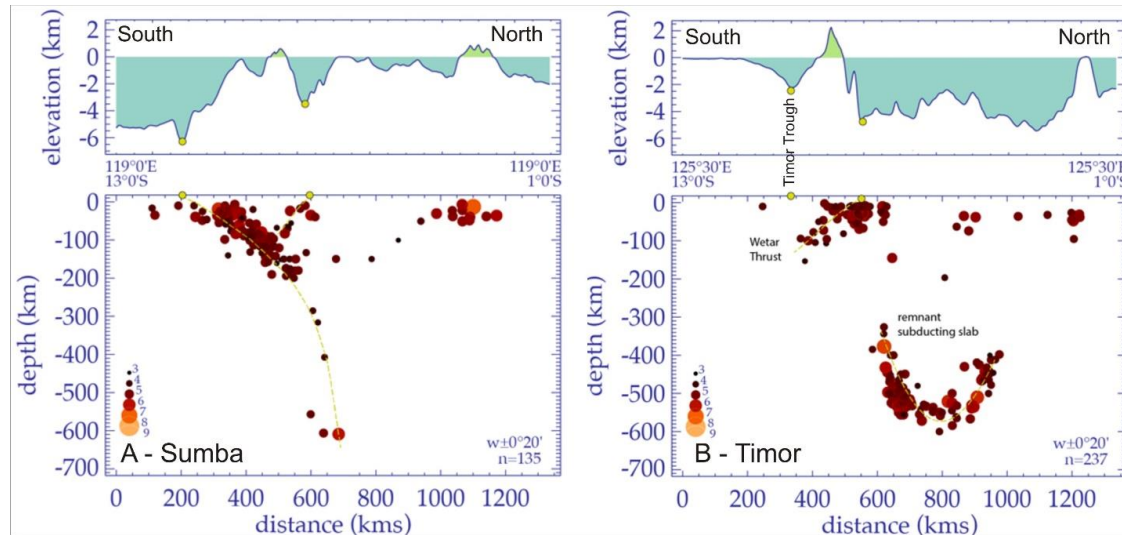 elevation (km)
2
0
-2
-4
-6
South
North
119°0'E
13°0'S
119°0'E
1°0'S
depth (km)
0
-100
-200
-300
-400
-500
-600
-700
3
4
5
6
7
8
9
A - Sumba
w±0°20'
n=135
0 200 400 600 800 1000 1200
distance (kms)
elevation (km)
2
0
-2
-4
-6
South
North
Timor Trough
125°30'E
13°0'S
125°30'E
1°0'S
depth (km)
0
-100
-200
-300
-400
-500
-600
-700
Wetar
Thrust
remnant
subducting slab
3
4
5
6
7
8
9
B - Timor
w±0°20'
n=237
0 200 400 600 800 1000 1200
distance (kms)